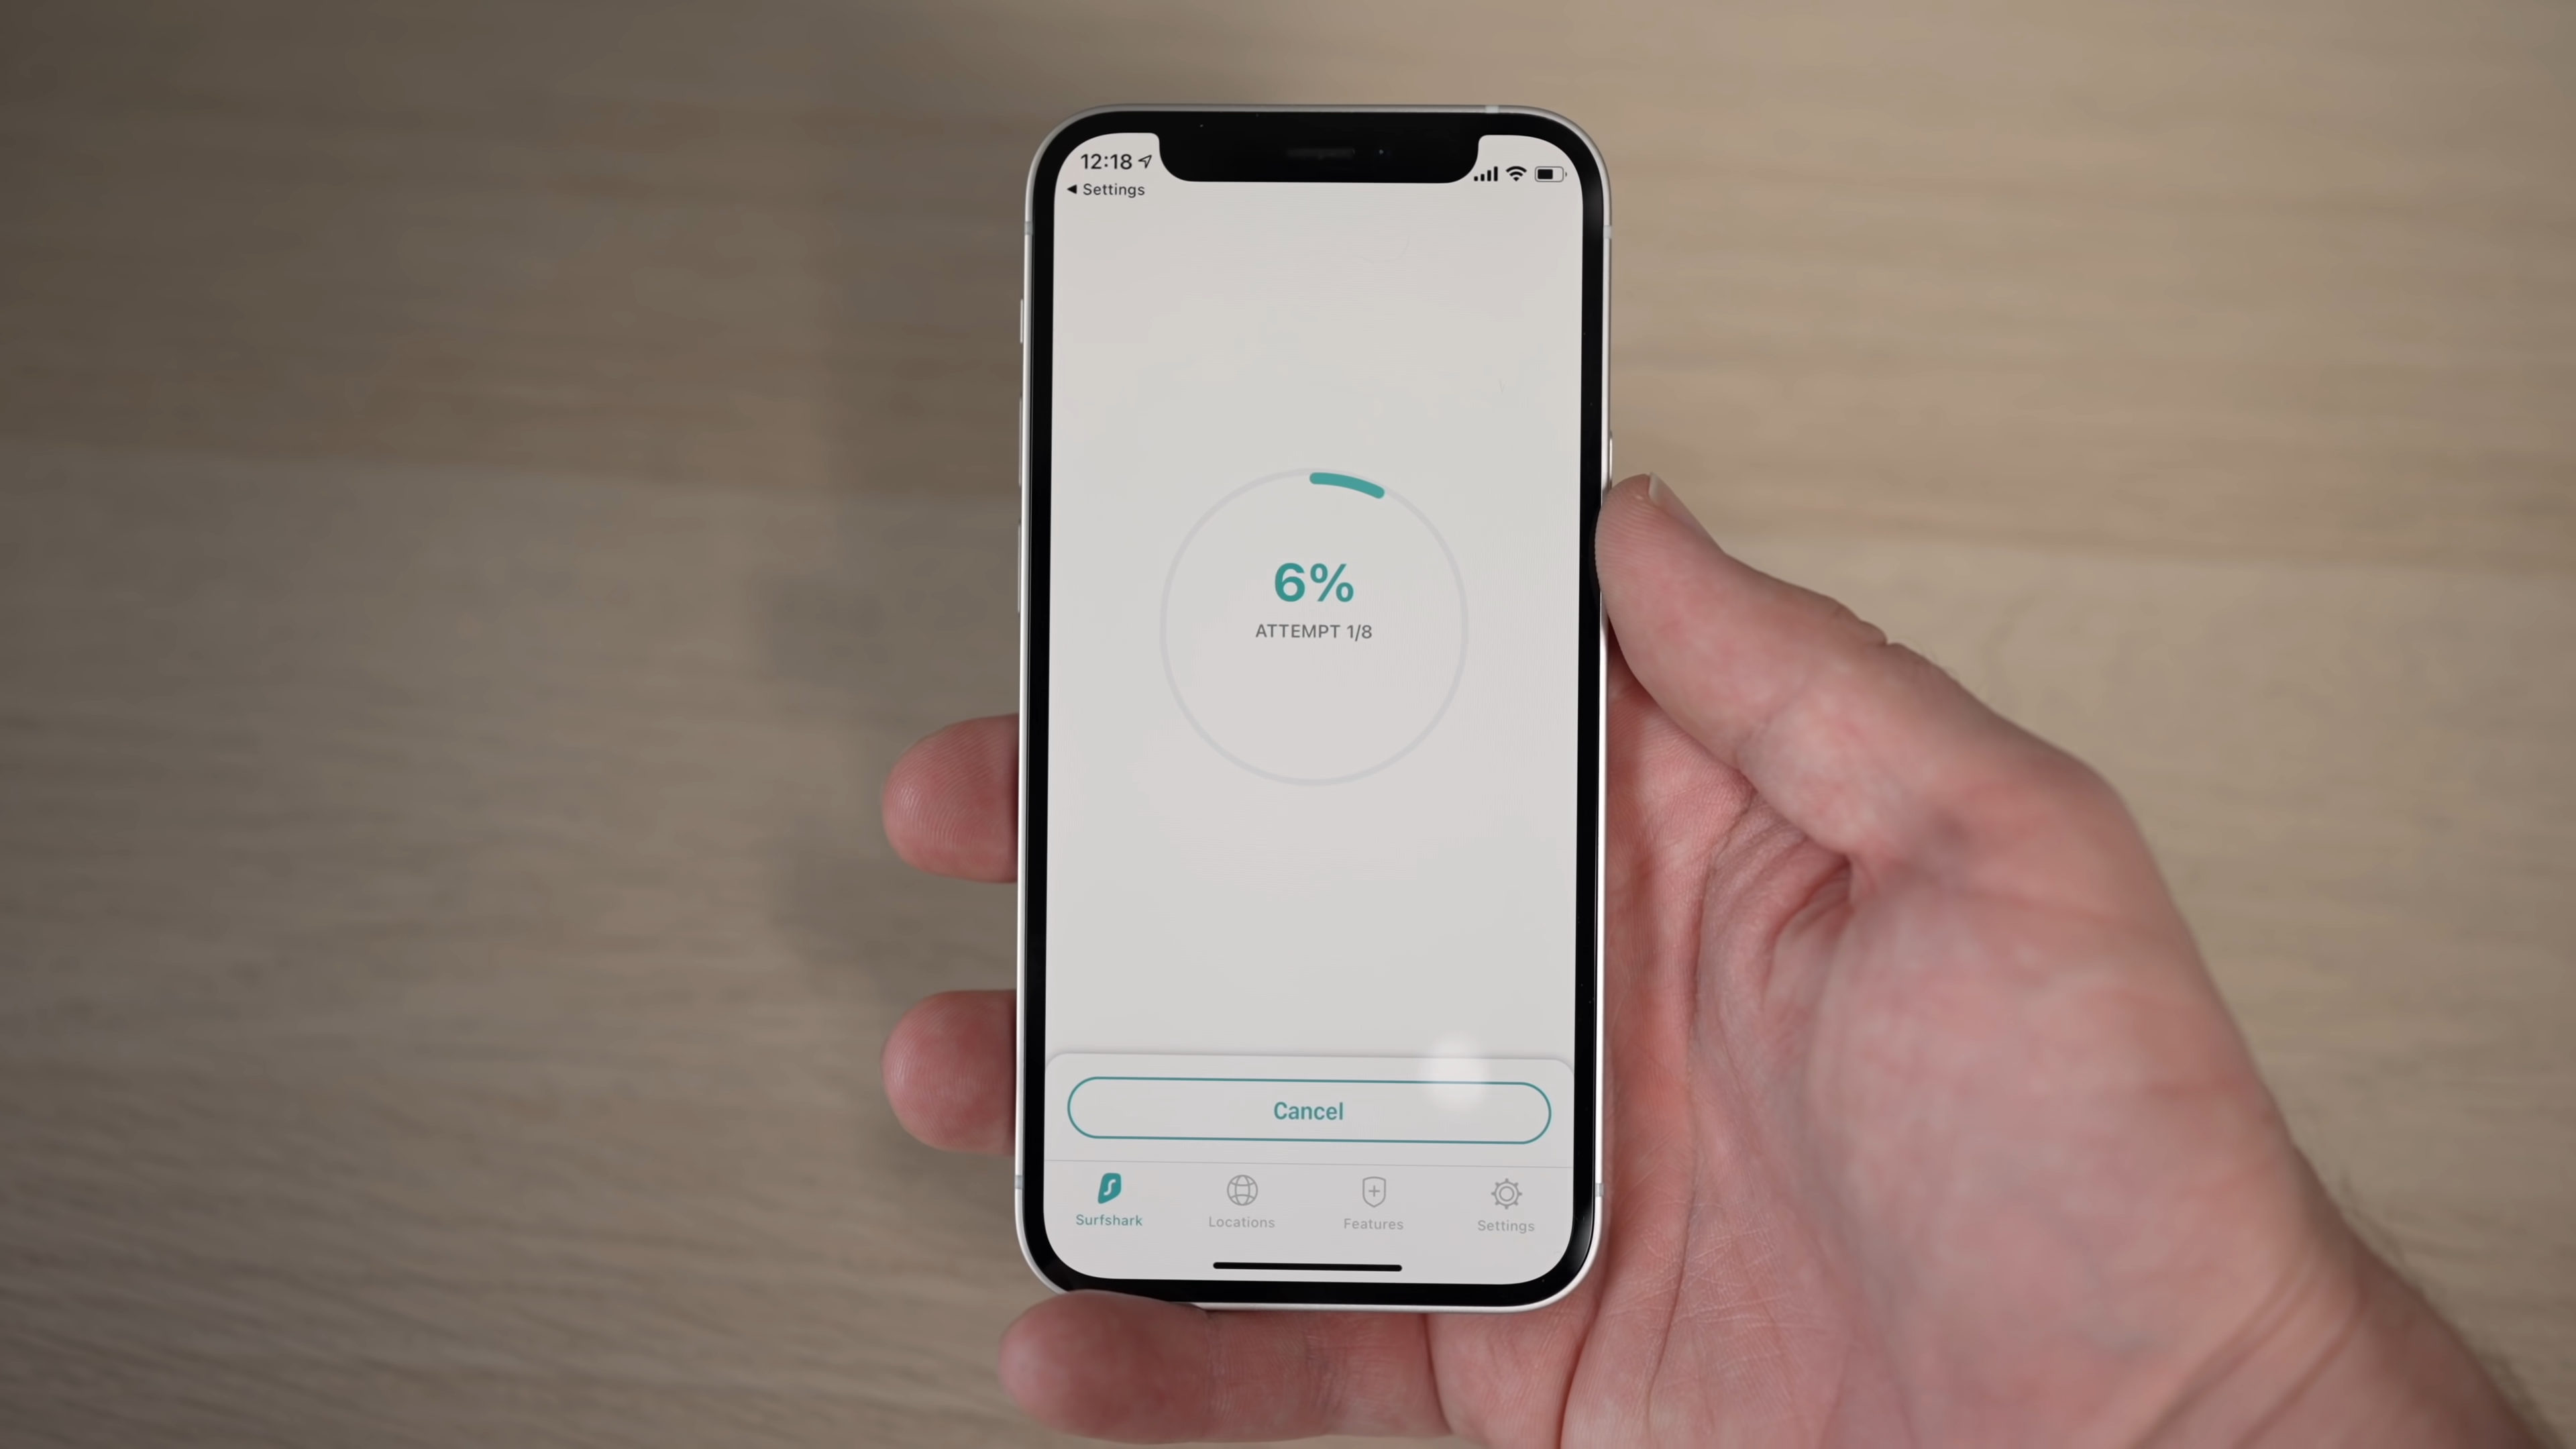 12:18
◀ Settings
6%
ATTEMPT 1/8
Cancel
Surfshark
Locations
Features
Settings